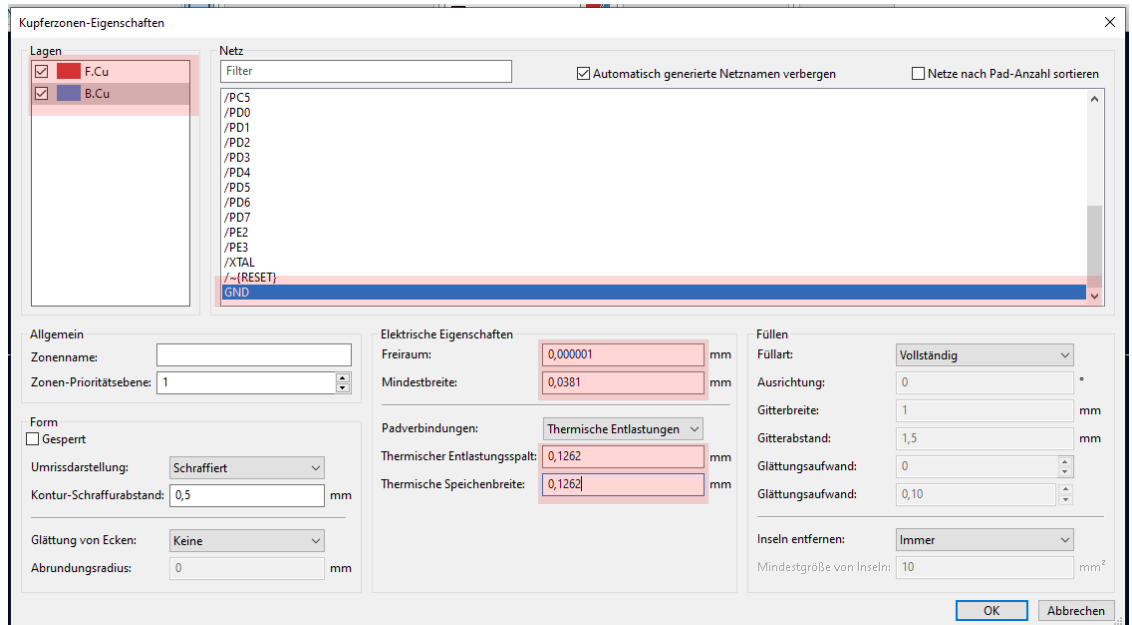 Kupferzonen-Eigenschaften
Lagen
F.Cu
B.Cu
Netz
Filter
Automatisch generierte Netznamen verbergen
Netze nach Pad-Anzahl sortieren
/PC5
/PD0
/PD1
/PD2
/PD3
/PD4
/PD5
/PD6
/PD7
/PE2
/PE3
/XTAL
/~{RESET}
GND
Allgemein
Zonenname:
Zonen-Prioritätsebene: 1
Form
Gesperrt
Umrissdarstellung: Schraffiert
Kontur-Schraffurabstand: 0,5 mm
Glättung von Ecken: Keine
Abrundungsradius: 0 mm
Elektrische Eigenschaften
Freiraum: 0,000001 mm
Mindestbreite: 0,0381 mm
Padverbindungen: Thermische Entlastungen
Thermischer Entlastungsspalt: 0,1262 mm
Thermische Speichenbreite: 0,1262 mm
Füllen
Füllart: Vollständig
Ausrichtung: 0 °
Gitterbreite: 1 mm
Gitterabstand: 1,5 mm
Glättungsaufwand: 0
Glättungsaufwand: 0,10
Inseln entfernen: Immer
Mindestgröße von Inseln: 10 mm²
OK Abbrechen